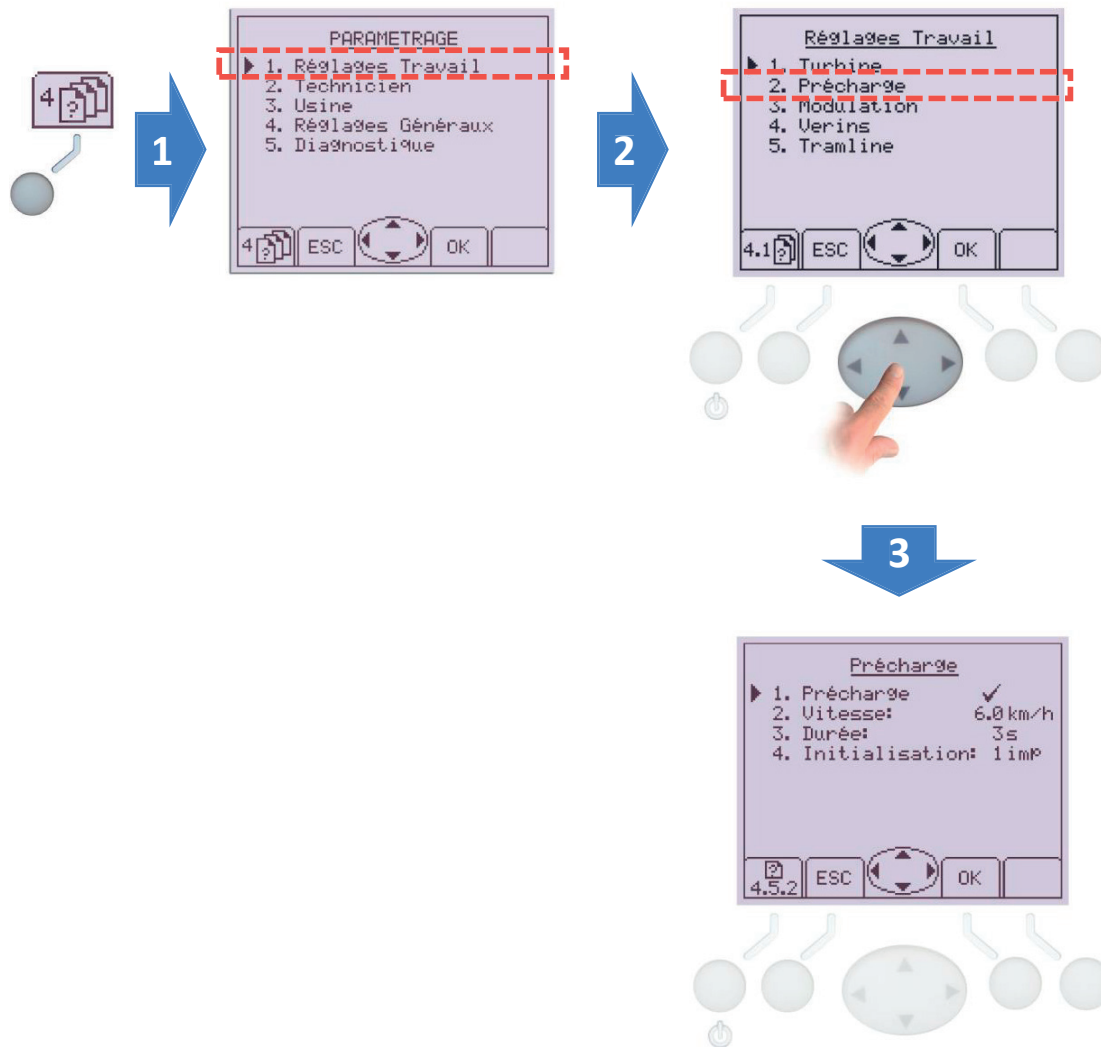 4
1
PARAMETRAGE
1. Réglages Travail
2. Technicien
3. Usine
4. Réglages Généraux
5. Diagnostique
4 ESC OK
2
Réglages Travail
1. Turbine
2. Précharge
3. Modulation
4. Verins
5. Tramline
4.1 ESC OK
3
Précharge
1. Précharge ✓
2. Vitesse: 6.0 km/h
3. Durée: 3s
4. Initialisation: 1 imp
4.5.2 ESC OK